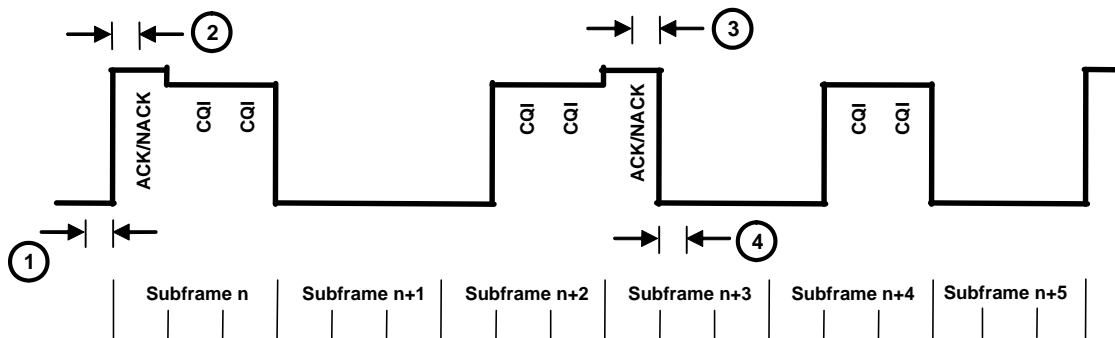 2
3
ACK/NACK
CQI
CQI
CQI
CQI
ACK/NACK
CQI
CQI
1
4
Subframe n
Subframe n+1
Subframe n+2
Subframe n+3
Subframe n+4
Subframe n+5